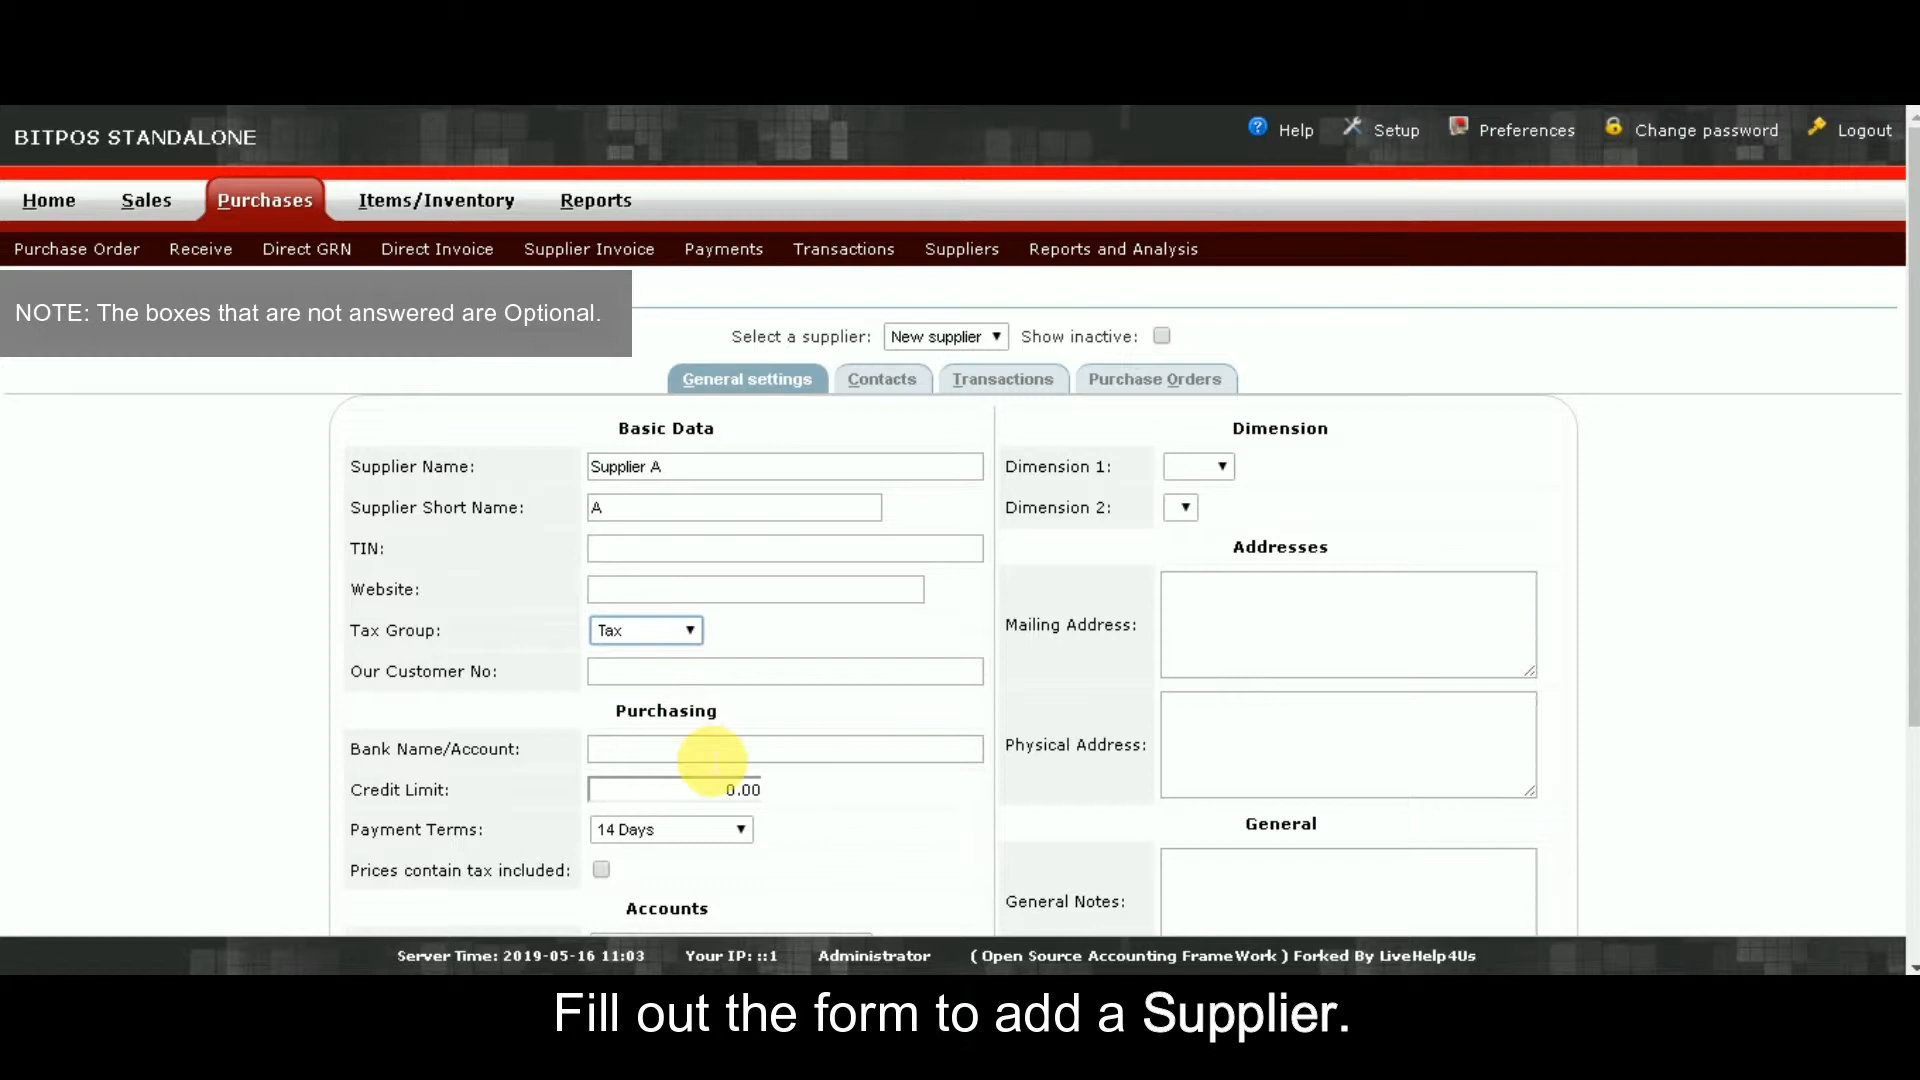 BITPOS STANDALONE
Help Setup Preferences Change password Logout
Home Sales Purchases Items/Inventory Reports
Purchase Order Receive Direct GRN Direct Invoice Supplier Invoice Payments Transactions Suppliers Reports and Analysis
NOTE: The boxes that are not answered are Optional.
Select a supplier: New supplier Show inactive:
General settings Contacts Transactions Purchase Orders
Basic Data
Supplier Name: Supplier A
Supplier Short Name: A
TIN:
Website:
Tax Group: Tax
Our Customer No:
Purchasing
Bank Name/Account:
Credit Limit: 0.00
Payment Terms: 14 Days
Prices contain tax included:
Accounts
Dimension
Dimension 1:
Dimension 2:
Addresses
Mailing Address:
Physical Address:
General
General Notes:
Server Time: 2019-05-16 11:03 Your IP: ::1 Administrator ( Open Source Accounting FrameWork ) Forked By LiveHelp4Us
Fill out the form to add a Supplier.